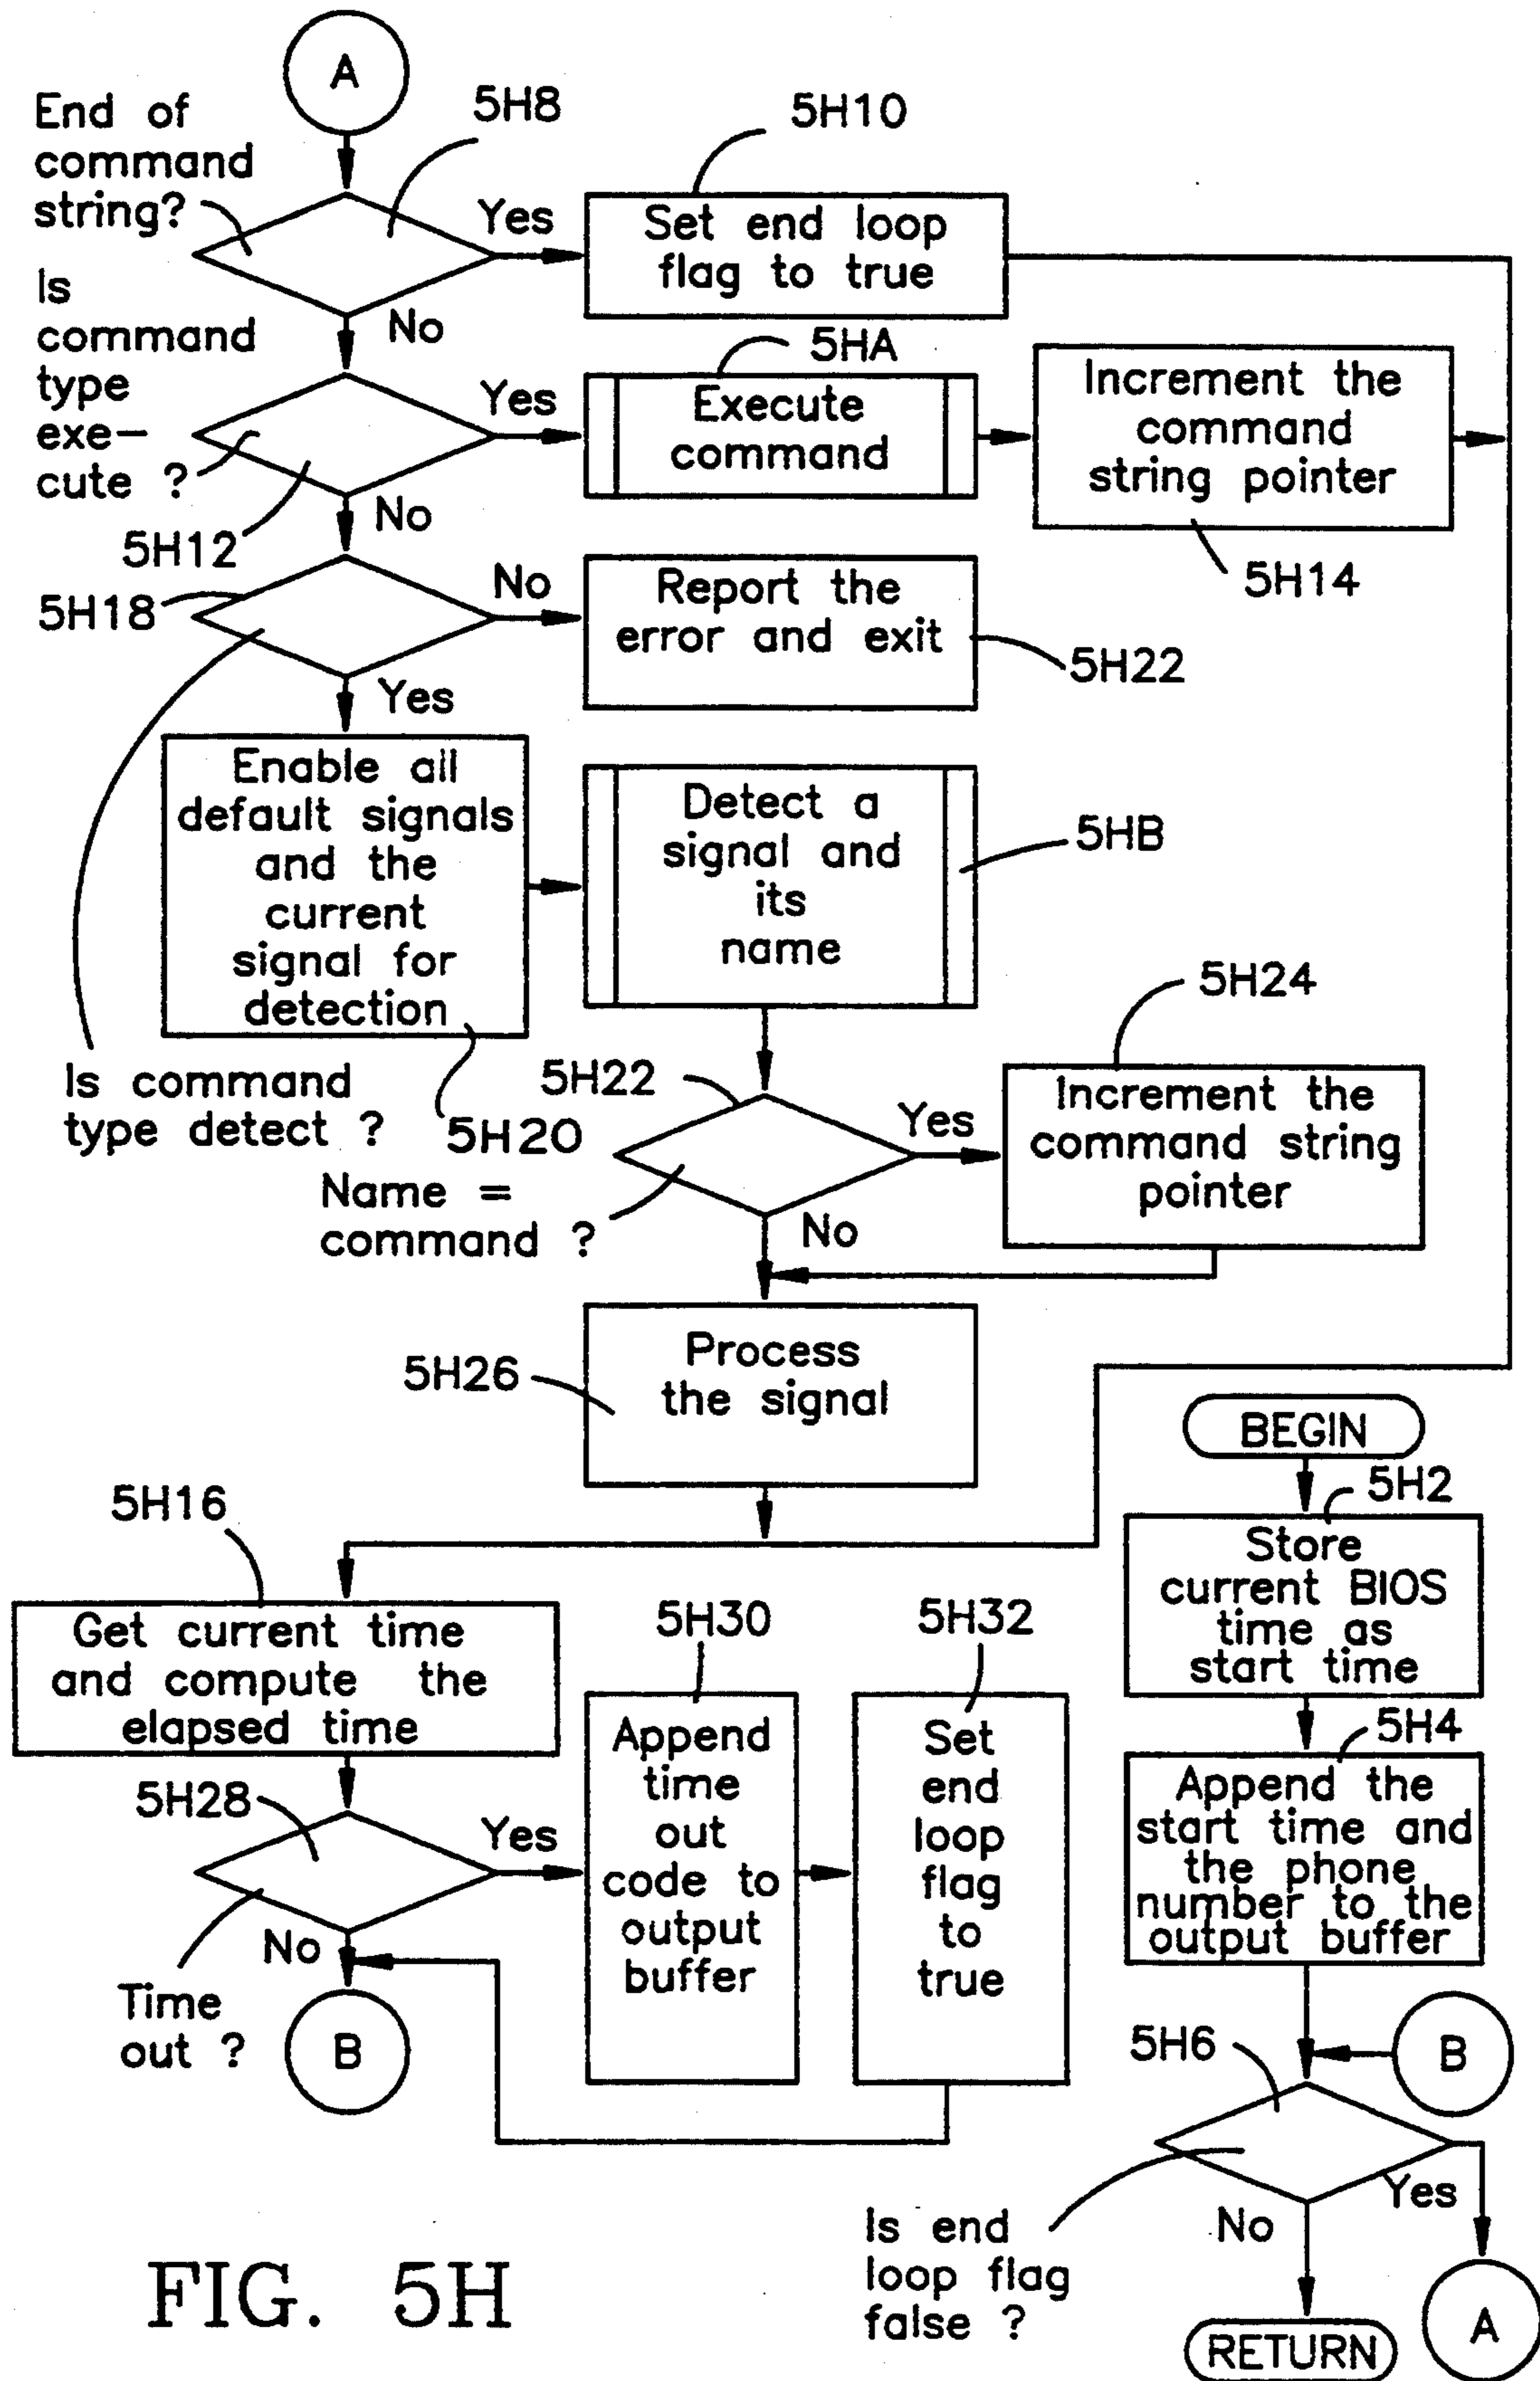 A
End of
command
string?
5H8
Yes
5H10
Set end loop
flag to true
No
Is
command
type
exe-
cute ?
5H12
Yes
5HA
Execute
command
Increment the
command
string pointer
5H14
No
5H18
No
Report the
error and exit
5H22
Yes
Is command
type detect ?
Enable all
default signals
and the
current
signal for
detection
5H20
Detect a
signal and
its
name
5HB
5H22
Name =
command ?
Yes
5H24
Increment the
command string
pointer
No
5H26
Process
the signal
5H16
Get current time
and compute the
elapsed time
5H28
Time
out ?
Yes
5H30
Append
time
out
code to
output
buffer
5H32
Set
end
loop
flag
to
true
No
B
BEGIN
5H2
Store
current BIOS
time as
start time
5H4
Append the
start time and
the phone
number to the
output buffer
B
5H6
Is end
loop flag
false ?
Yes
A
No
RETURN
FIG. 5H